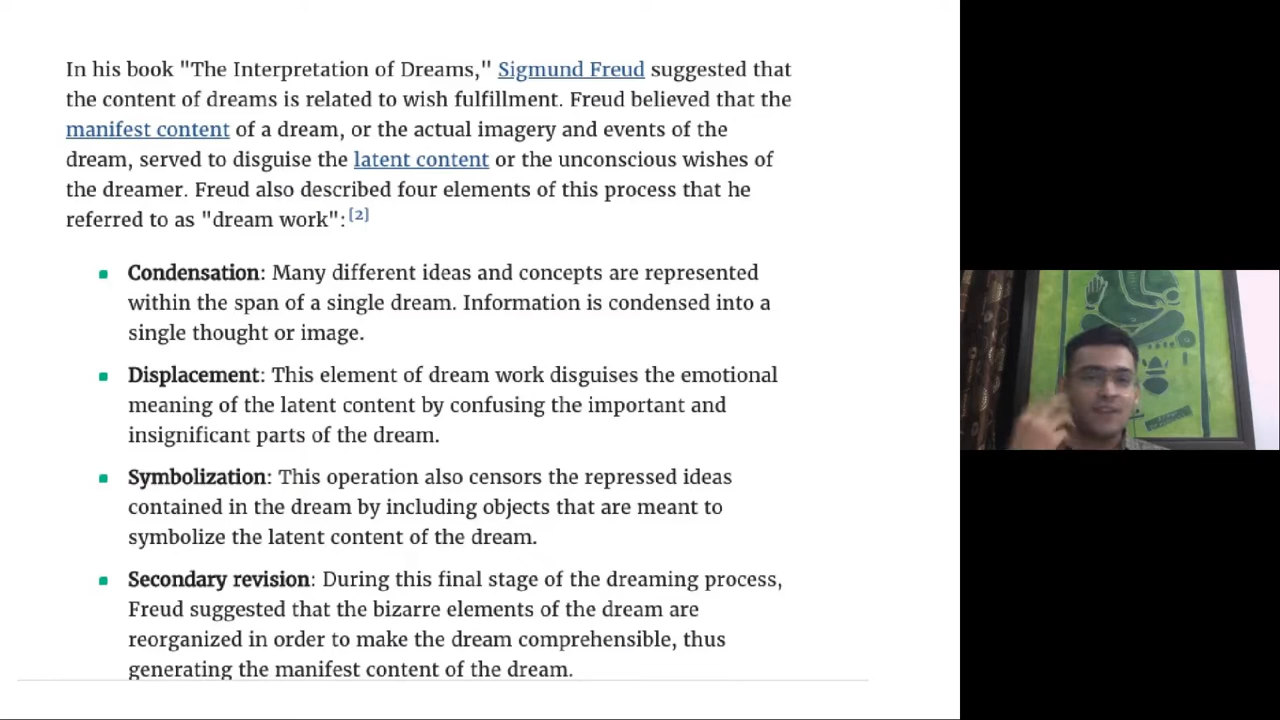 In his book "The Interpretation of Dreams," Sigmund Freud suggested that
the content of dreams is related to wish fulfillment. Freud believed that the
manifest content of a dream, or the actual imagery and events of the
dream, served to disguise the latent content or the unconscious wishes of
the dreamer. Freud also described four elements of this process that he
referred to as "dream work":[2]
Condensation: Many different ideas and concepts are represented
within the span of a single dream. Information is condensed into a
single thought or image.
Displacement: This element of dream work disguises the emotional
meaning of the latent content by confusing the important and
insignificant parts of the dream.
Symbolization: This operation also censors the repressed ideas
contained in the dream by including objects that are meant to
symbolize the latent content of the dream.
Secondary revision: During this final stage of the dreaming process,
Freud suggested that the bizarre elements of the dream are
reorganized in order to make the dream comprehensible, thus
generating the manifest content of the dream.